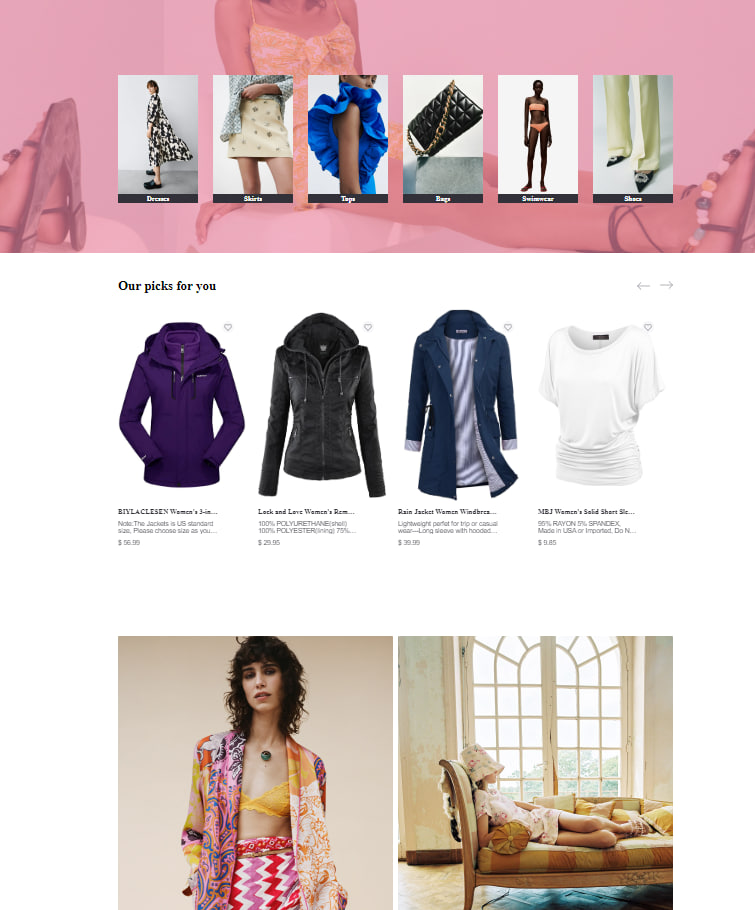 Dresses
Skirts
Tops
Bags
Swimwear
Shoes
Our picks for you
BIYLACLESEN Women's 3-in...
Note:The Jackets is US standard
size, Please choose size as you...
$ 56.99
Lock and Love Women's Rem...
100% POLYURETHANE(shell)
100% POLYESTER(lining) 75%...
$ 29.95
Rain Jacket Women Windbrea...
Lightweight perfet for trip or casual
wear---Long sleeve with hooded...
$ 39.99
MBJ Women's Solid Short Sle...
95% RAYON 5% SPANDEX,
Made in USA or Imported, Do N...
$ 9.85